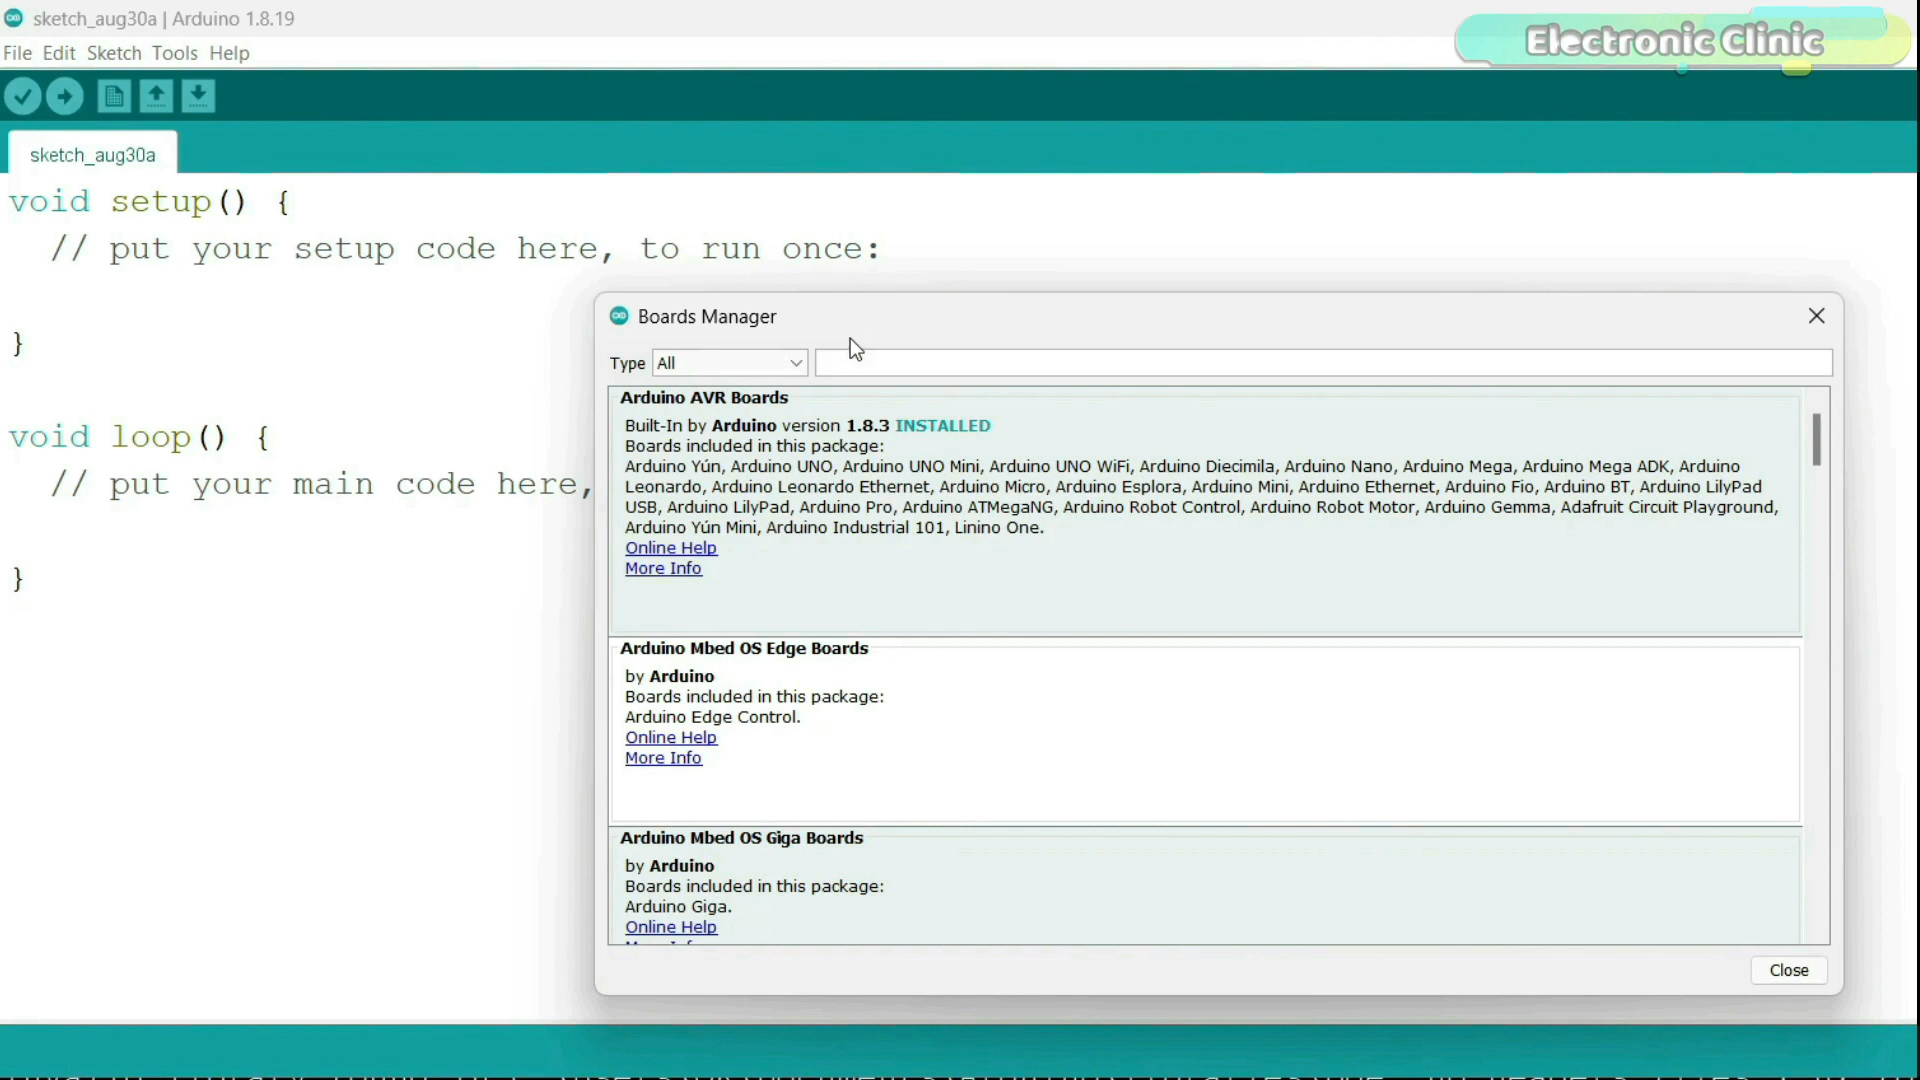 sketch_aug30a | Arduino 1.8.19
Electronic Clinic
File Edit Sketch Tools Help
sketch_aug30a
void setup() {
// put your setup code here, to run once:
}
void loop() {
// put your main code here,
}
Boards Manager
Type All
Arduino AVR Boards
Built-In by Arduino version 1.8.3 INSTALLED
Boards included in this package:
Arduino Yún, Arduino UNO, Arduino UNO Mini, Arduino UNO WiFi, Arduino Diecimila, Arduino Nano, Arduino Mega, Arduino Mega ADK, Arduino
Leonardo, Arduino Leonardo Ethernet, Arduino Micro, Arduino Esplora, Arduino Mini, Arduino Ethernet, Arduino Fio, Arduino BT, Arduino LilyPad
USB, Arduino LilyPad, Arduino Pro, Arduino ATMegaNG, Arduino Robot Control, Arduino Robot Motor, Arduino Gemma, Adafruit Circuit Playground,
Arduino Yún Mini, Arduino Industrial 101, Linino One.
Online Help
More Info
Arduino Mbed OS Edge Boards
by Arduino
Boards included in this package:
Arduino Edge Control.
Online Help
More Info
Arduino Mbed OS Giga Boards
by Arduino
Boards included in this package:
Arduino Giga.
Online Help
Close